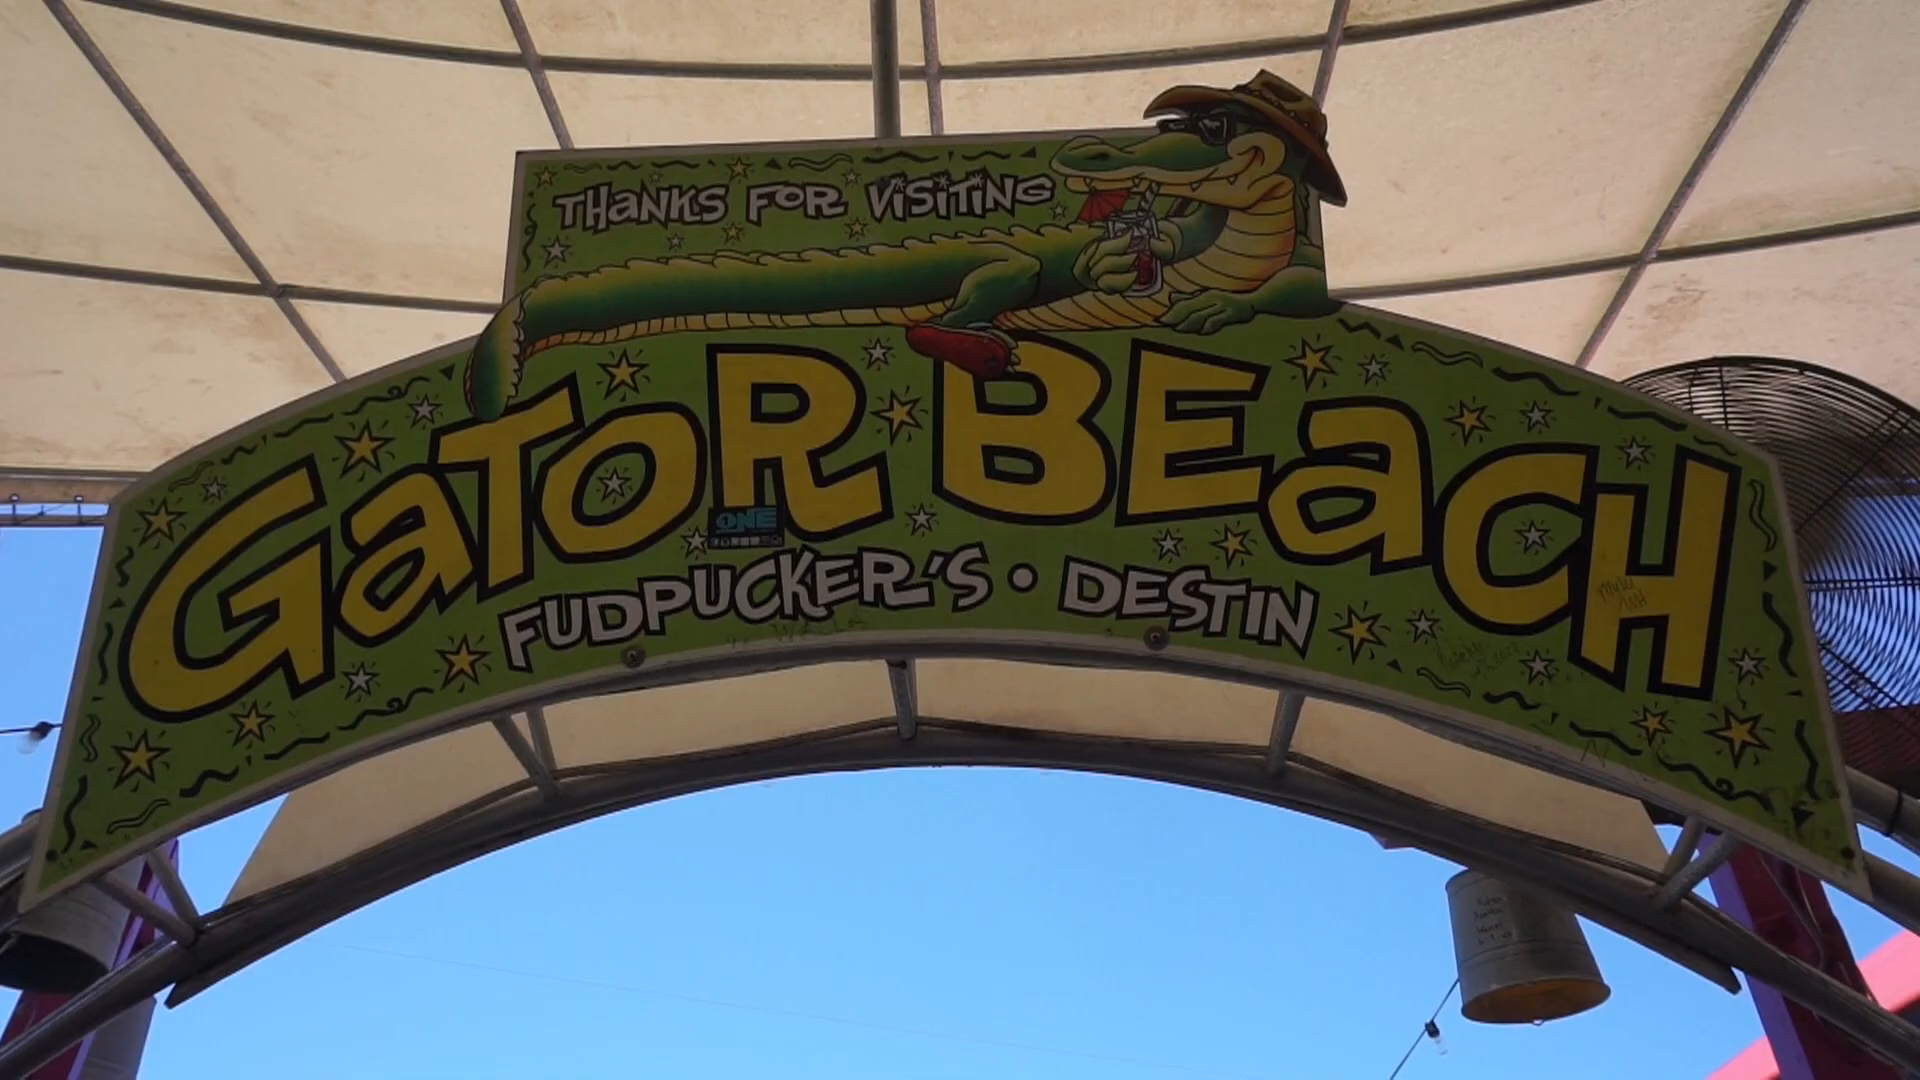 THANKS FOR VISITING
GATOR BEACH
ONE
FUDPUCKER'S • DESTIN